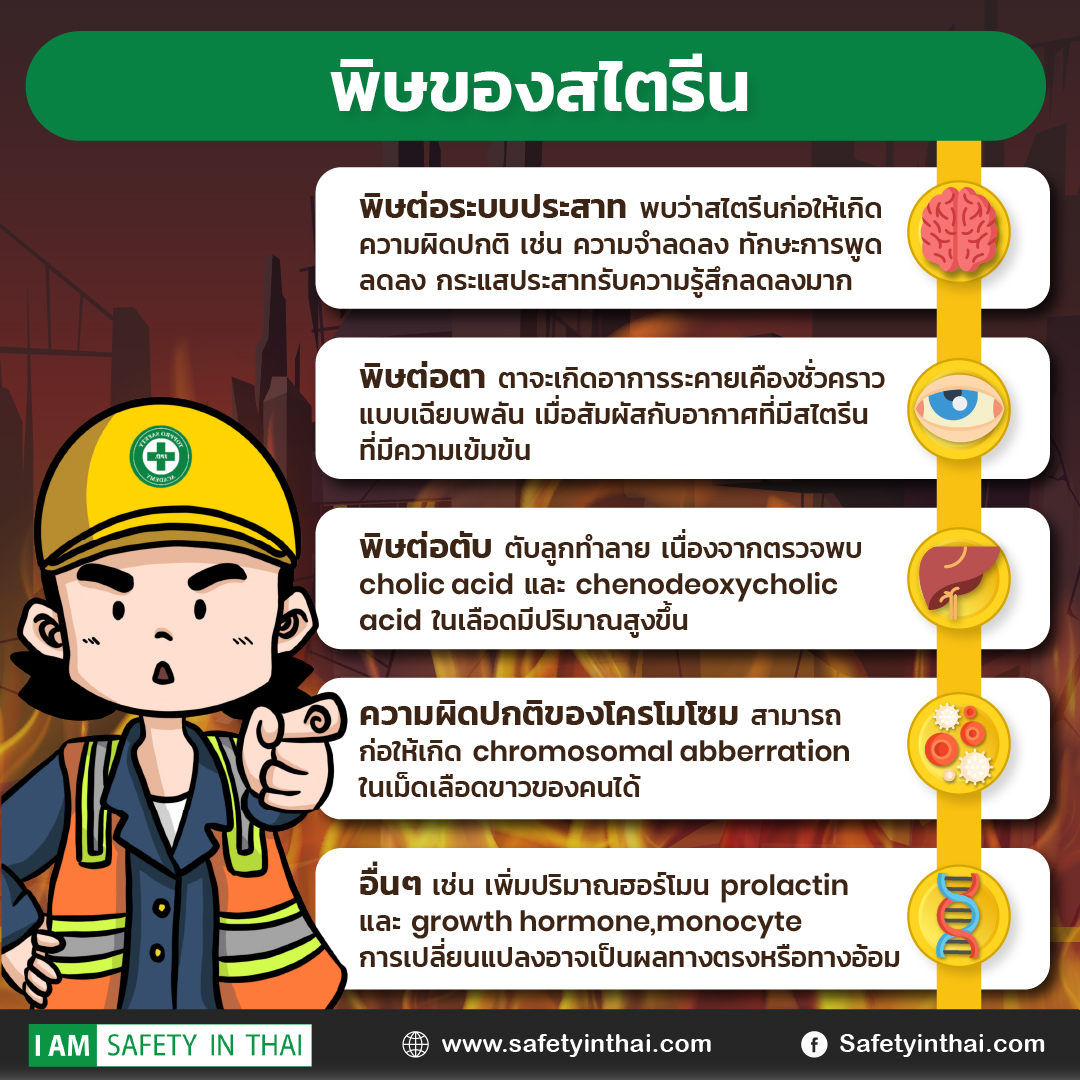 พิษของสไตรีน
พิษต่อระบบประสาท พบว่าสไตรีนก่อให้เกิด
ความผิดปกติ เช่น ความจำลดลง ทักษะการพูด
ลดลง กระแสประสาทรับความรู้สึกลดลงมาก
พิษต่อตา ตาจะเกิดอาการระคายเคืองชั่วคราว
แบบเฉียบพลัน เมื่อสัมผัสกับอากาศที่มีสไตรีน
ที่มีความเข้มข้น
พิษต่อตับ ตับลูกทำลาย เนื่องจากตรวจพบ
cholic acid และ chenodeoxycholic
acid ในเลือดมีปริมาณสูงขึ้น
ความผิดปกติของโครโมโซม สามารถ
ก่อให้เกิด chromosomal abberration
ในเม็ดเลือดขาวของคนได้
อื่นๆ เช่น เพิ่มปริมาณฮอร์โมน prolactin
และ growth hormone,monocyte
การเปลี่ยนแปลงอาจเป็นผลทางตรงหรือทางอ้อม
I AM SAFETY IN THAI
www.safetyinthai.com
Safetyinthai.com